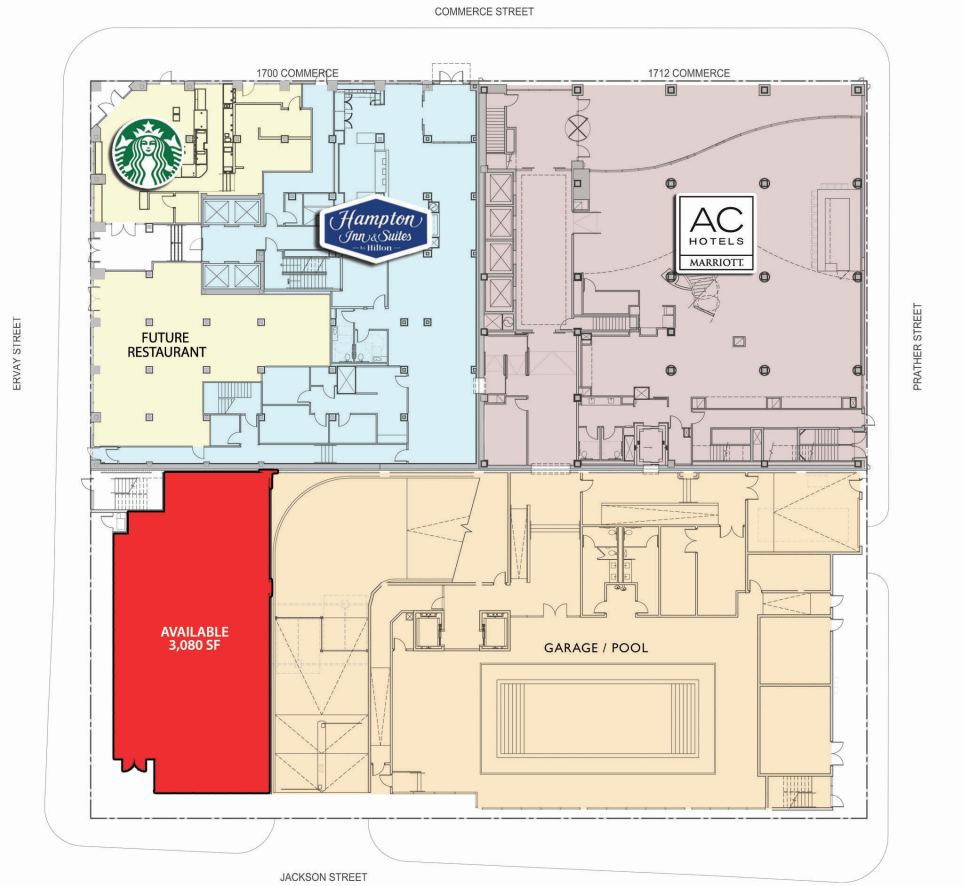 COMMERCE STREET
1700 COMMERCE
1712 COMMERCE
Hampton
Inn & Suites
by Hilton
AC
HOTELS
MARRIOTT
ERVAY STREET
PRATHER STREET
FUTURE
RESTAURANT
AVAILABLE
3,080 SF
GARAGE / POOL
JACKSON STREET